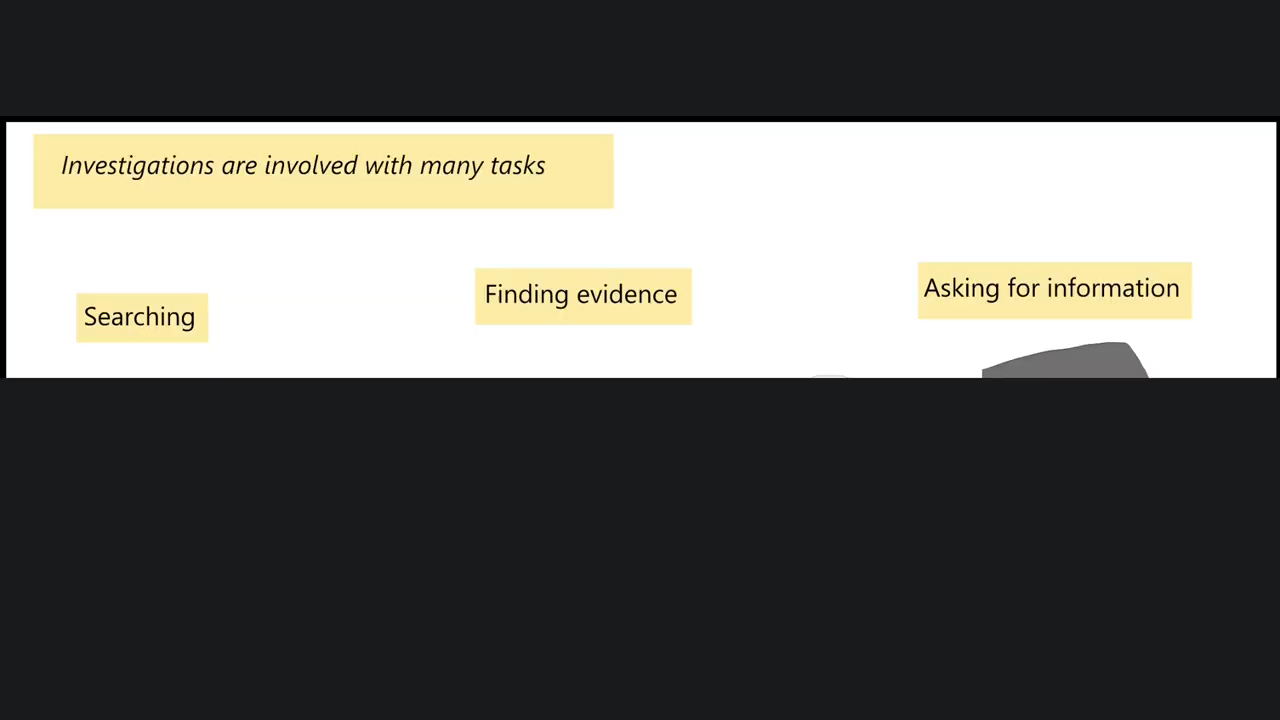 Investigations are involved with many tasks
Searching
Finding evidence
Asking for information